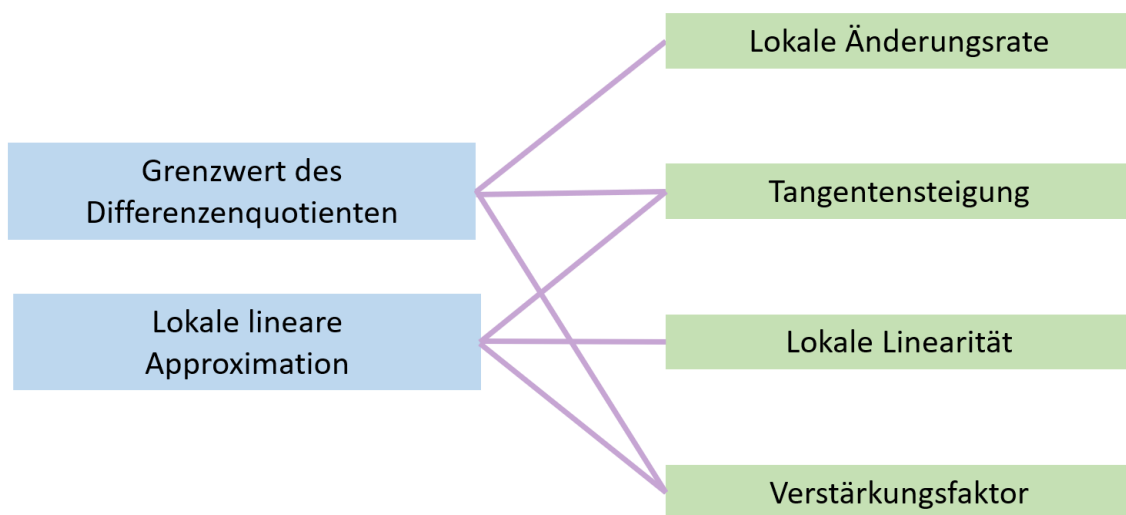 Lokale Änderungsrate
Grenzwert des
Differenzenquotienten
Tangentensteigung
Lokale lineare
Approximation
Lokale Linearität
Verstärkungsfaktor